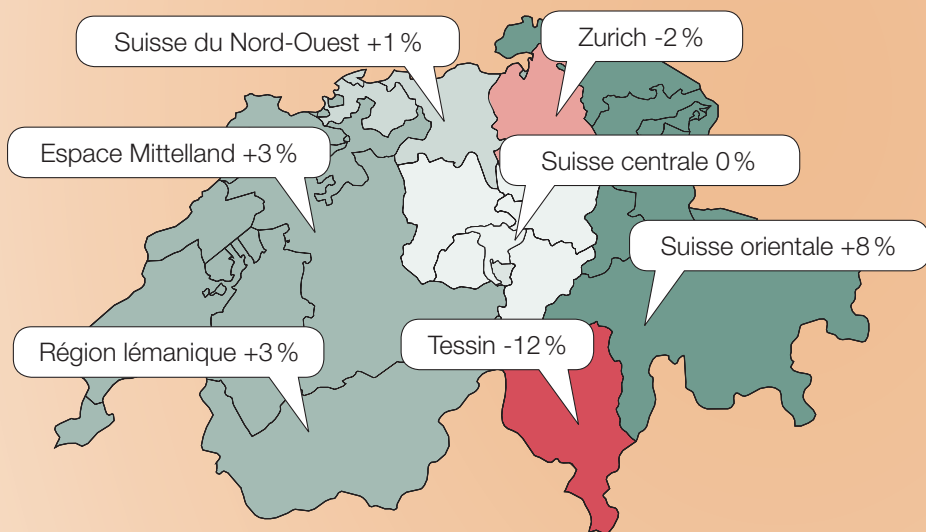 Suisse du Nord-Ouest +1 %
Zurich -2 %
Espace Mittelland +3 %
Suisse centrale 0 %
Suisse orientale +8 %
Région lémanique +3 %
Tessin -12 %